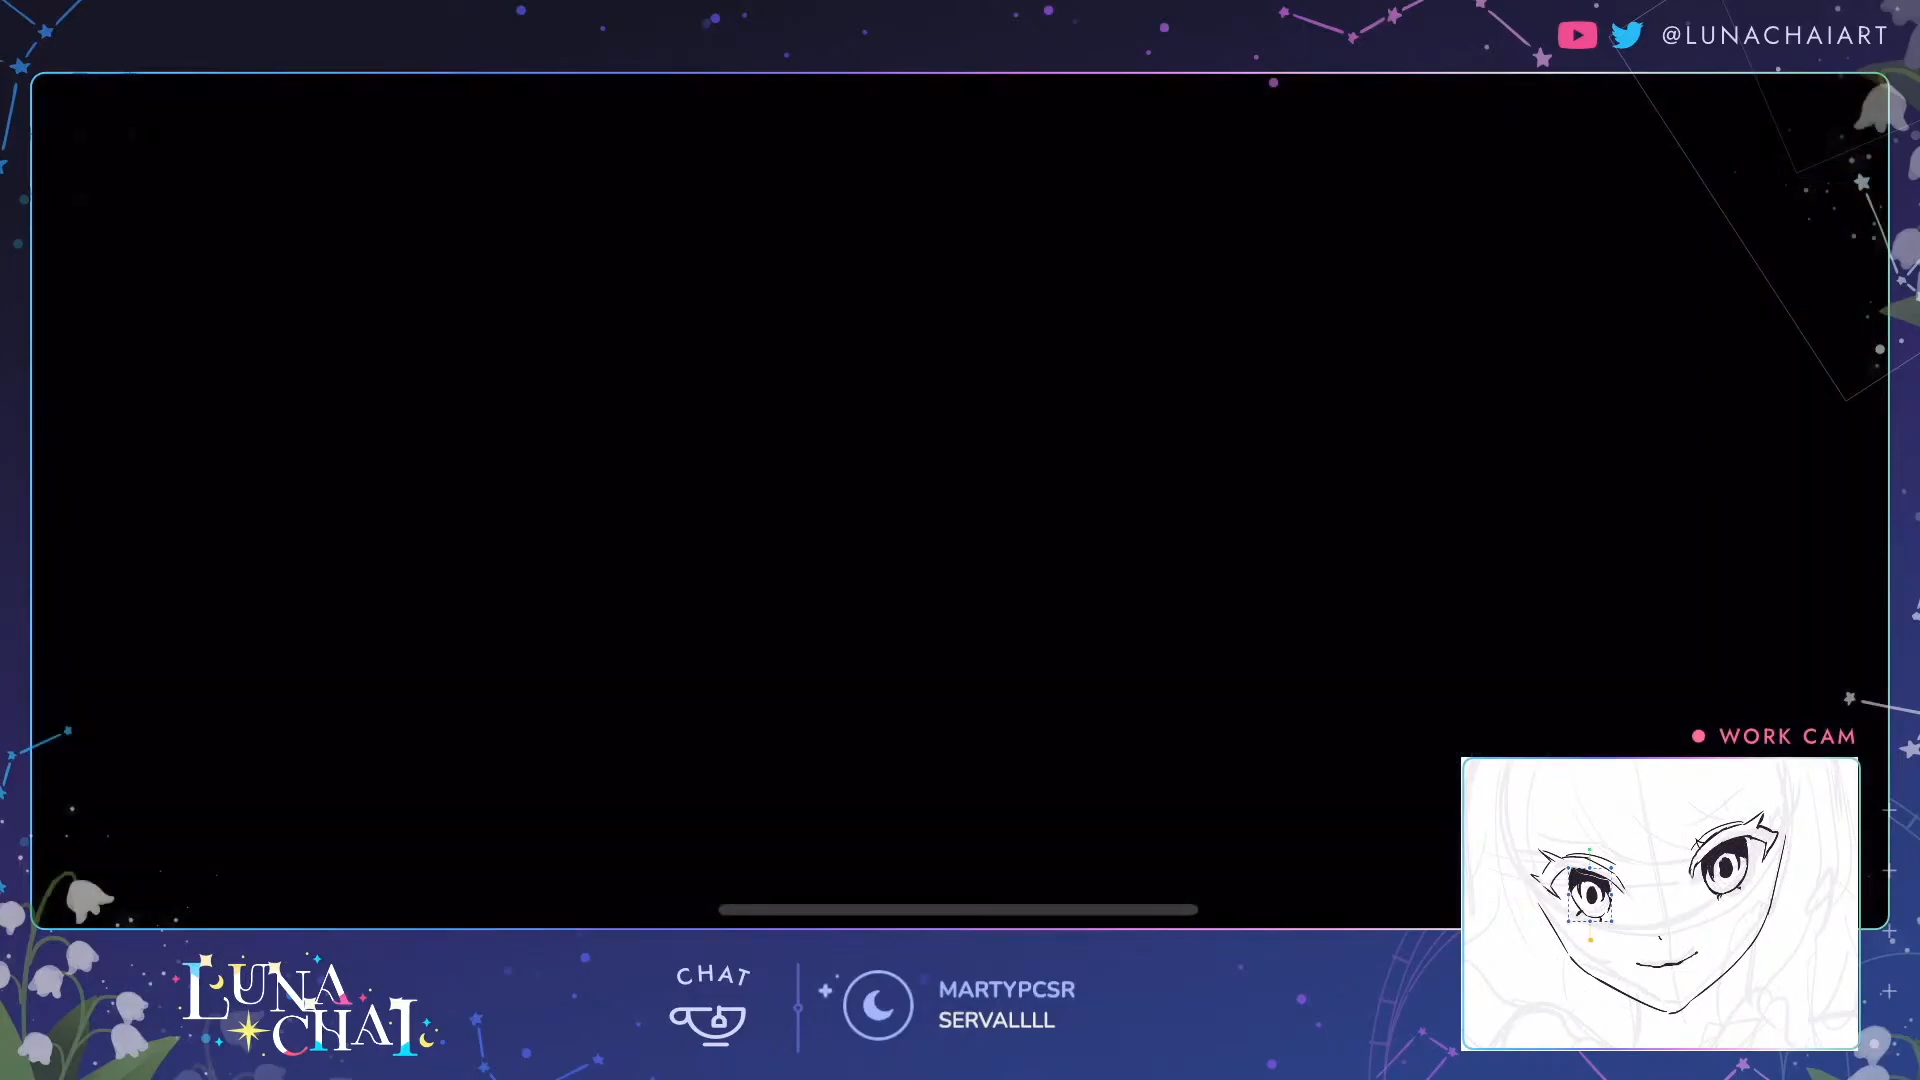 @LUNACHAIART
WORK CAM
LUNA
CHAI
CHAT
MARTYPCSR
SERVALLLL